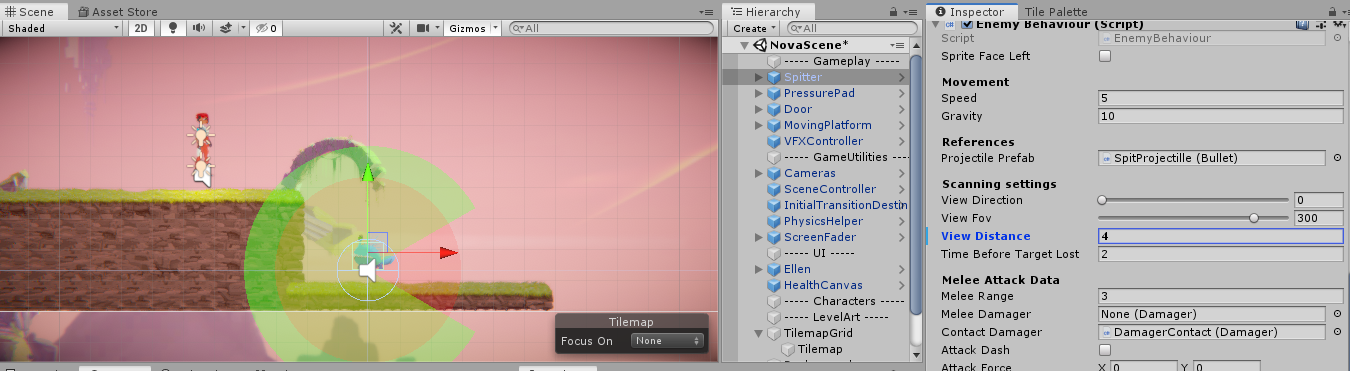 Scene
Asset Store
Shaded
2D
0
Gizmos
All
Tilemap
Focus On
None
Hierarchy
Create
All
NovaScene*
----- Gameplay -----
Spitter
PressurePad
Door
MovingPlatform
VFXController
----- GameUtilities -----
Cameras
SceneController
InitialTransitionDestin
PhysicsHelper
ScreenFader
----- UI -----
Ellen
HealthCanvas
----- Characters -----
----- LevelArt -----
TilemapGrid
Tilemap
Inspector
Tile Palette
Enemy Behaviour (Script)
Script EnemyBehaviour
Sprite Face Left
Movement
Speed 5
Gravity 10
References
Projectile Prefab SpitProjectille (Bullet)
Scanning settings
View Direction 0
View Fov 300
View Distance 4
Time Before Target Lost 2
Melee Attack Data
Melee Range 3
Melee Damager None (Damager)
Contact Damager DamagerContact (Damager)
Attack Dash
Attack Force X 0 Y 0